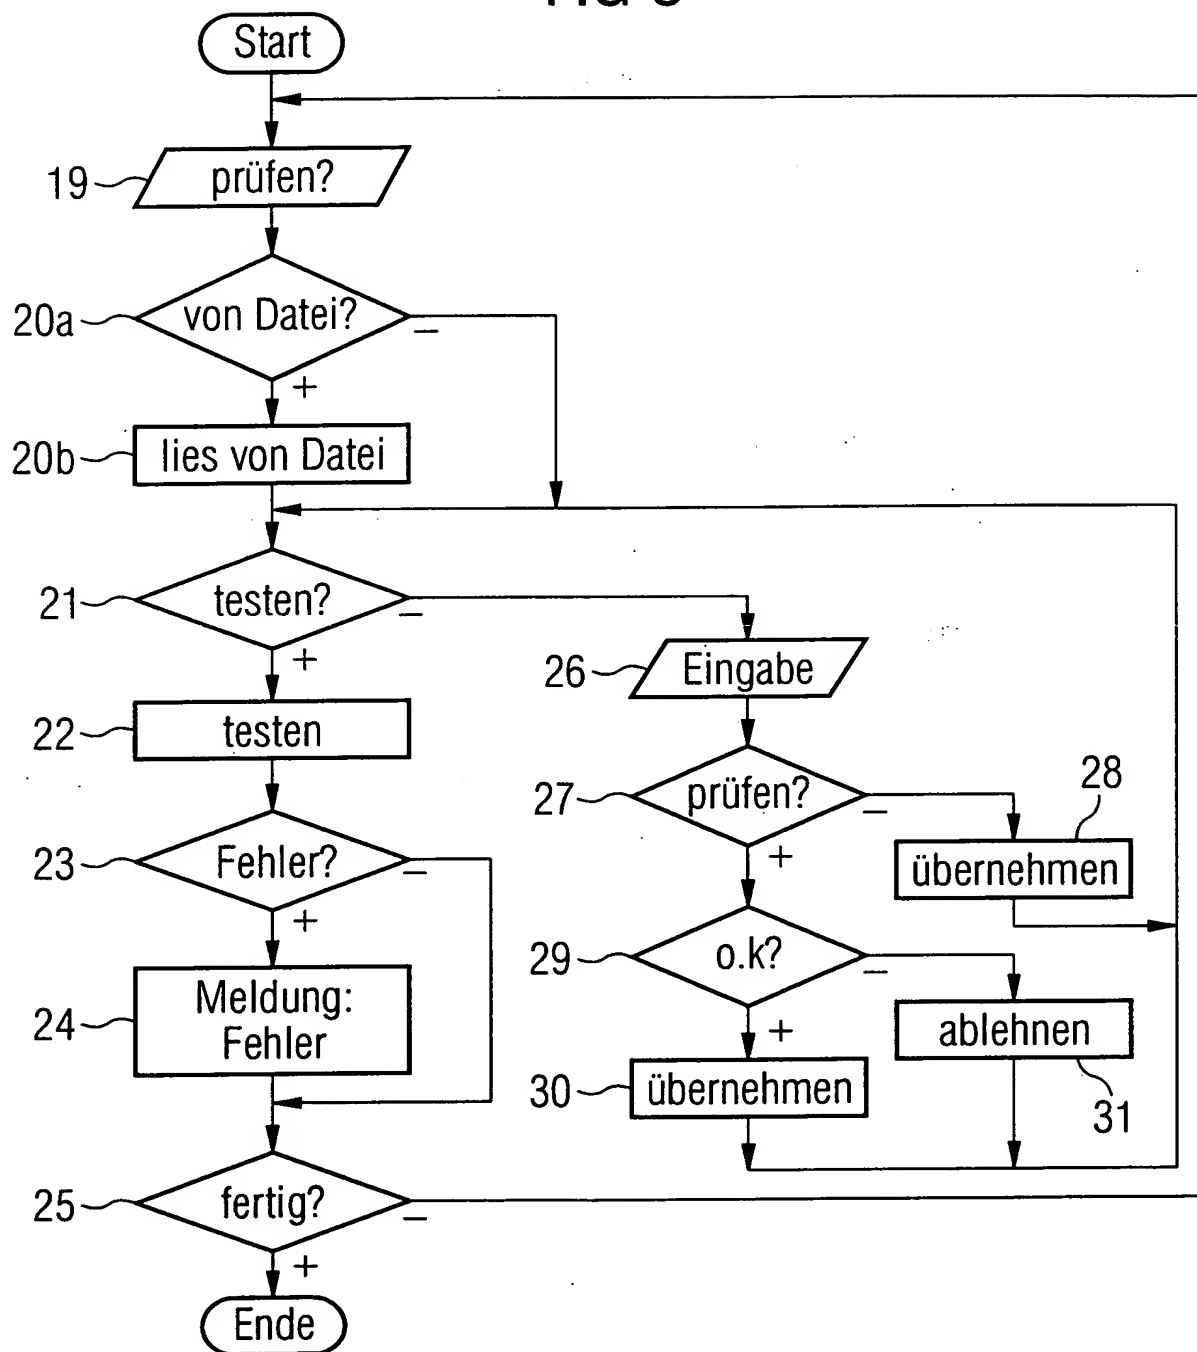 Start
19
prüfen?
20a
von Datei?
–
+
20b
lies von Datei
21
testen?
–
+
26
Eingabe
22
testen
27
prüfen?
–
+
28
übernehmen
23
Fehler?
–
+
29
o.k?
–
+
24
Meldung:
Fehler
ablehnen
31
30
übernehmen
25
fertig?
–
+
Ende